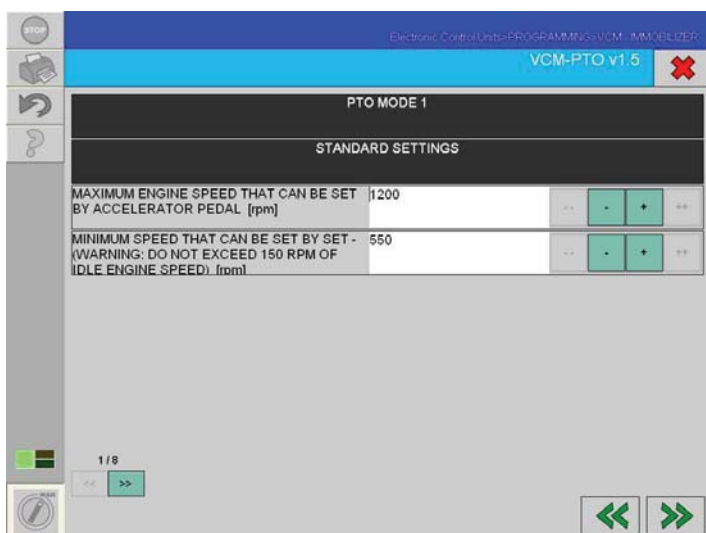 STOP
Electronic Control Units>PROGRAMMING>VCM - IMMOBILIZER
VCM-PTO v1.5
PTO MODE 1
STANDARD SETTINGS
MAXIMUM ENGINE SPEED THAT CAN BE SET
BY ACCELERATOR PEDAL [rpm]
1200
-- - + ++
MINIMUM SPEED THAT CAN BE SET BY SET -
(WARNING: DO NOT EXCEED 150 RPM OF
IDLE ENGINE SPEED) [rpm]
550
-- - + ++
1/8
<< >>